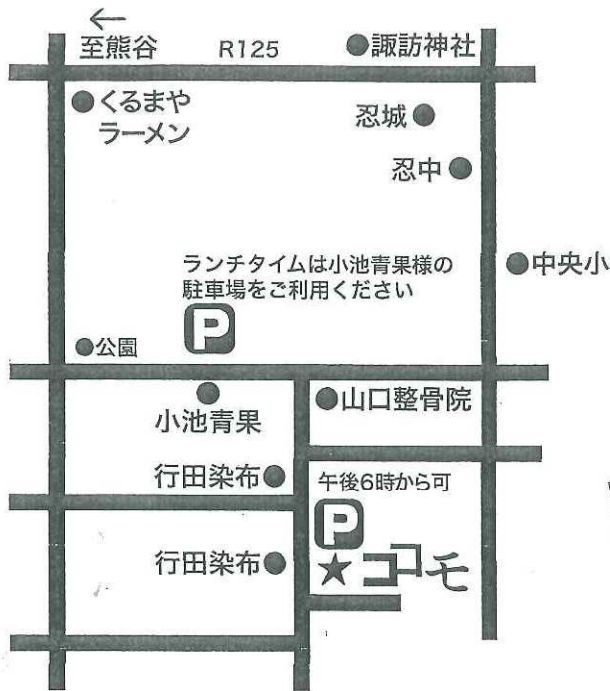 ←
至熊谷 R125 諏訪神社
くるまや
ラーメン
忍城
忍中
中央小
ランチタイムは小池青果様の
駐車場をご利用ください
P
公園
小池青果
山口整骨院
行田染布
午後6時から可
P
行田染布
★ココモ